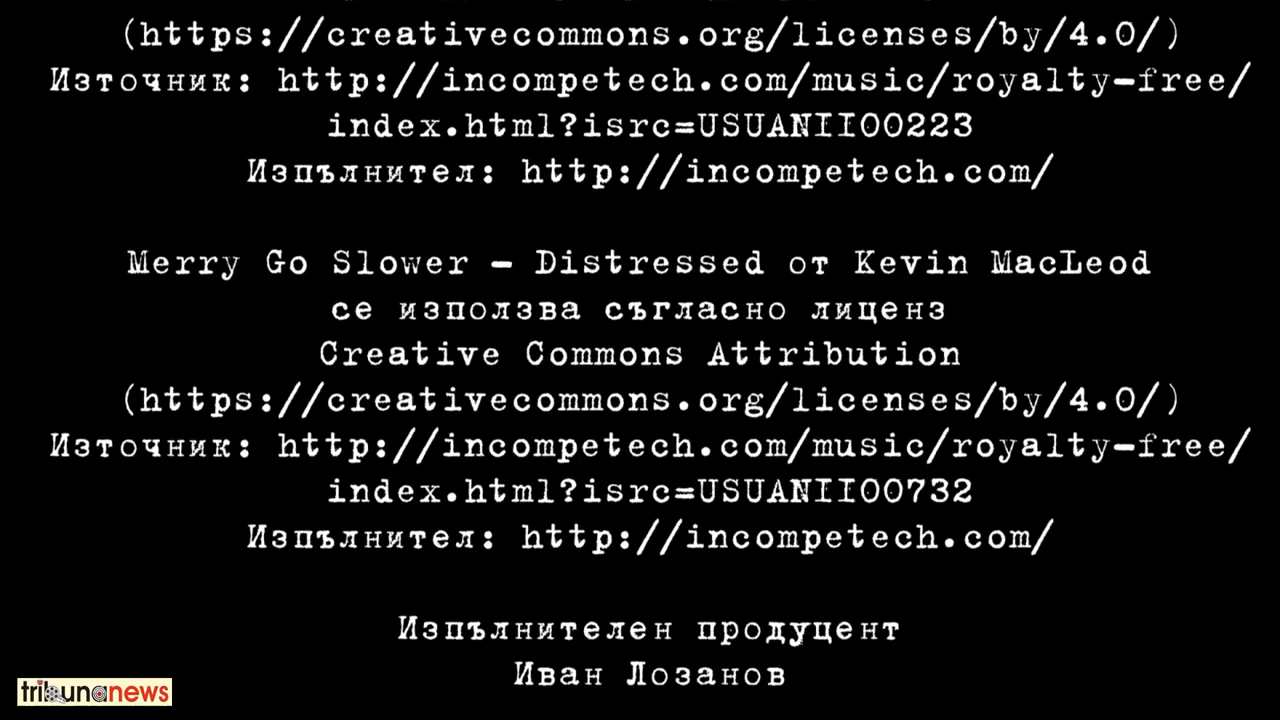 (https://creativecommons.org/licenses/by/4.0/)
Източник: http://incompetech.com/music/royalty-free/
index.html?isrc=USUANII00223
Изпълнител: http://incompetech.com/
Merry Go Slower - Distressed от Kevin MacLeod
се използва съгласно лиценз
Creative Commons Attribution
(https://creativecommons.org/licenses/by/4.0/)
Източник: http://incompetech.com/music/royalty-free/
index.html?isrc=USUANII00732
Изпълнител: http://incompetech.com/
Изпълнителен продуцент
Иван Лозанов
tribunanews